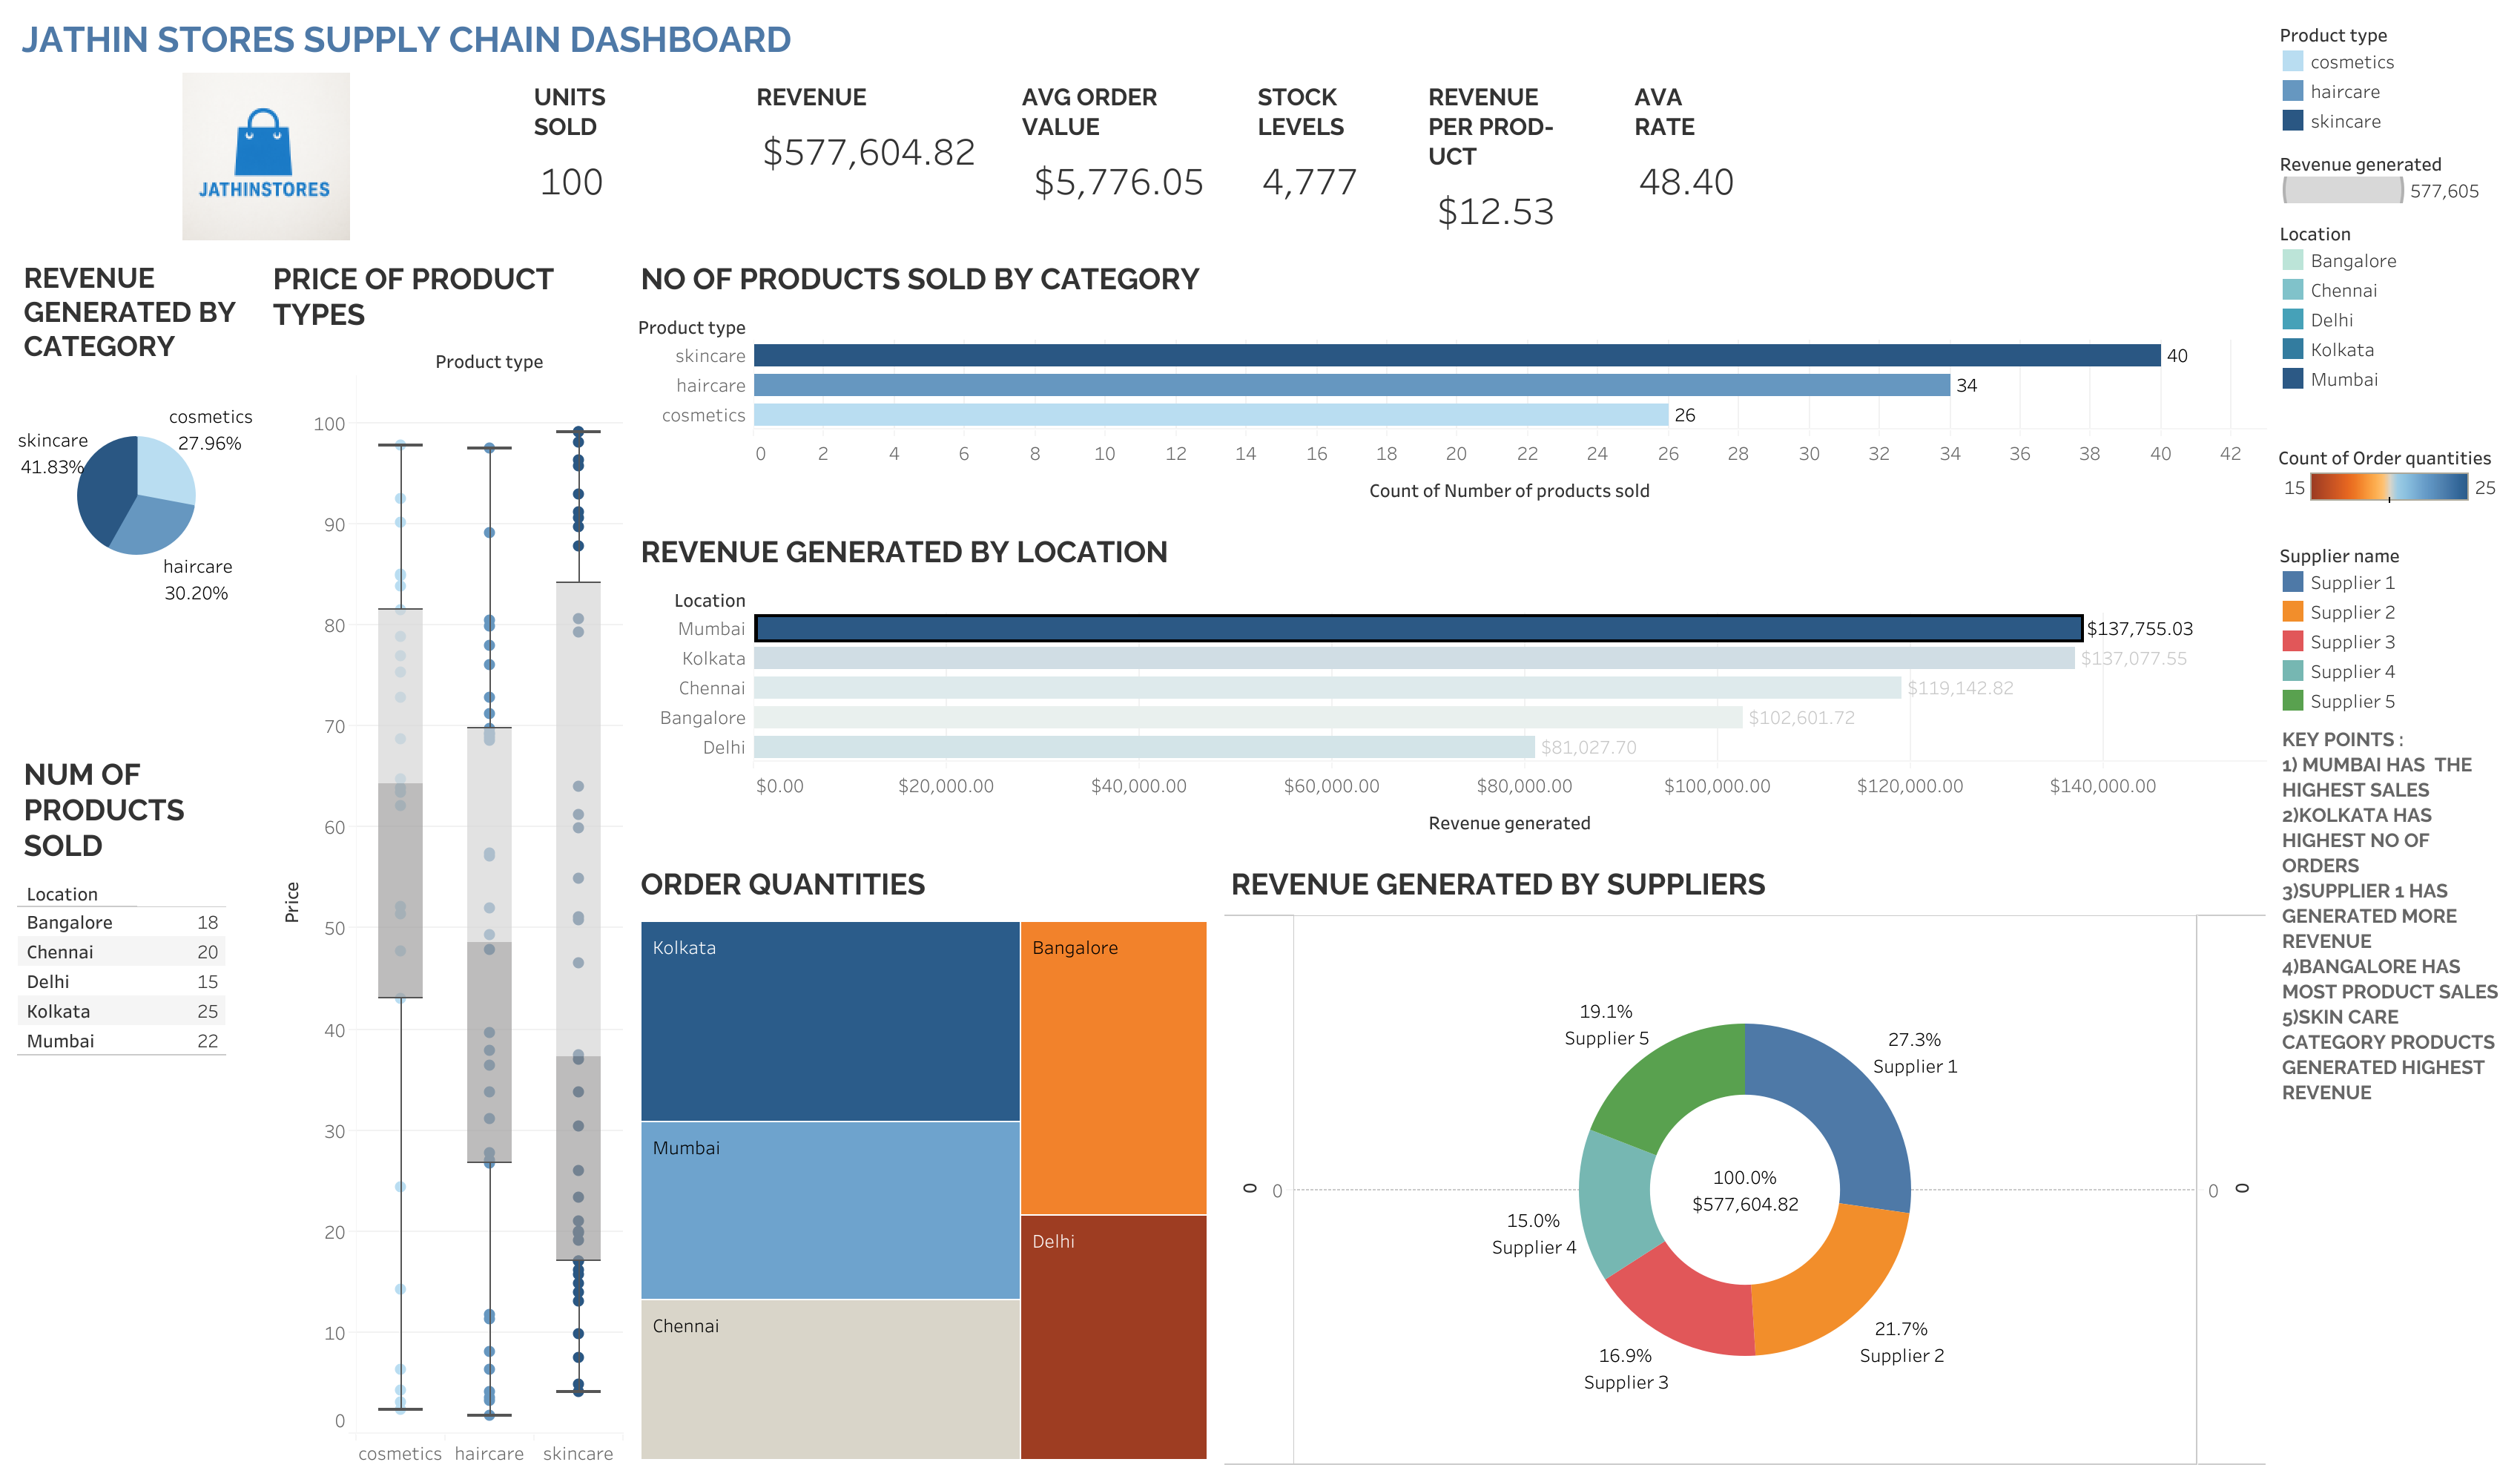 JATHIN STORES SUPPLY CHAIN DASHBOARD
JATHINSTORES
UNITS
SOLD
100
REVENUE
$577,604.82
AVG ORDER
VALUE
$5,776.05
STOCK
LEVELS
4,777
REVENUE
PER PROD-
UCT
$12.53
AVA
RATE
48.40
REVENUE
GENERATED BY
CATEGORY
cosmetics
27.96%
skincare
41.83%
haircare
30.20%
NUM OF
PRODUCTS
SOLD
Location
Bangalore 18
Chennai 20
Delhi 15
Kolkata 25
Mumbai 22
PRICE OF PRODUCT
TYPES
Product type
100
90
80
70
60
50
40
30
20
10
0
Price
cosmetics haircare skincare
NO OF PRODUCTS SOLD BY CATEGORY
Product type
skincare 40
haircare 34
cosmetics 26
0 2 4 6 8 10 12 14 16 18 20 22 24 26 28 30 32 34 36 38 40 42
Count of Number of products sold
REVENUE GENERATED BY LOCATION
Location
Mumbai $137,755.03
Kolkata $137,077.55
Chennai $119,142.82
Bangalore $102,601.72
Delhi $81,027.70
$0.00 $20,000.00 $40,000.00 $60,000.00 $80,000.00 $100,000.00 $120,000.00 $140,000.00
Revenue generated
ORDER QUANTITIES
Kolkata
Bangalore
Mumbai
Delhi
Chennai
REVENUE GENERATED BY SUPPLIERS
0 0
0 0
19.1%
Supplier 5
27.3%
Supplier 1
100.0%
$577,604.82
15.0%
Supplier 4
21.7%
Supplier 2
16.9%
Supplier 3
Product type
cosmetics
haircare
skincare
Revenue generated
577,605
Location
Bangalore
Chennai
Delhi
Kolkata
Mumbai
Count of Order quantities
15 25
Supplier name
Supplier 1
Supplier 2
Supplier 3
Supplier 4
Supplier 5
KEY POINTS :
1) MUMBAI HAS THE
HIGHEST SALES
2)KOLKATA HAS
HIGHEST NO OF
ORDERS
3)SUPPLIER 1 HAS
GENERATED MORE
REVENUE
4)BANGALORE HAS
MOST PRODUCT SALES
5)SKIN CARE
CATEGORY PRODUCTS
GENERATED HIGHEST
REVENUE